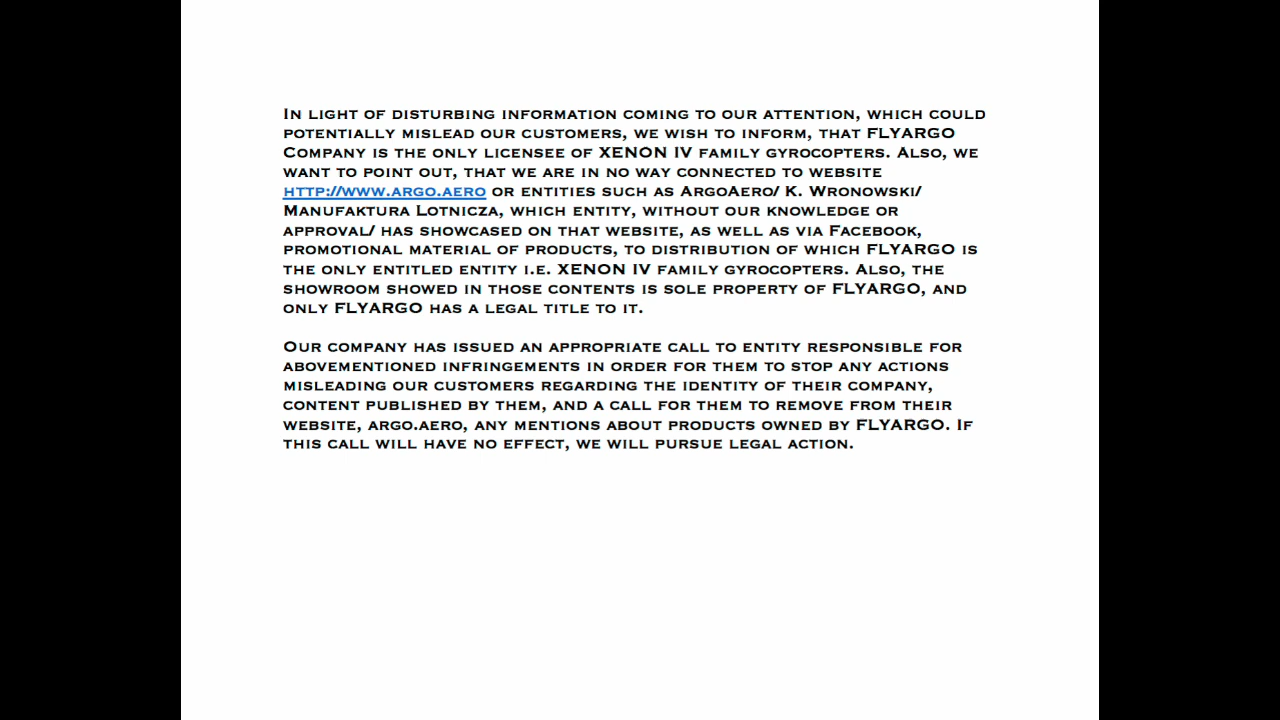 In light of disturbing information coming to our attention, which could
potentially mislead our customers, we wish to inform, that FLYARGO
Company is the only licensee of XENON IV family gyrocopters. Also, we
want to point out, that we are in no way connected to website
http://www.argo.aero or entities such as ArgoAero/ K. Wronowski/
Manufaktura Lotnicza, which entity, without our knowledge or
approval/ has showcased on that website, as well as via Facebook,
promotional material of products, to distribution of which FLYARGO is
the only entitled entity i.e. XENON IV family gyrocopters. Also, the
showroom showed in those contents is sole property of FLYARGO, and
only FLYARGO has a legal title to it.
Our company has issued an appropriate call to entity responsible for
abovementioned infringements in order for them to stop any actions
misleading our customers regarding the identity of their company,
content published by them, and a call for them to remove from their
website, argo.aero, any mentions about products owned by FLYARGO. If
this call will have no effect, we will pursue legal action.